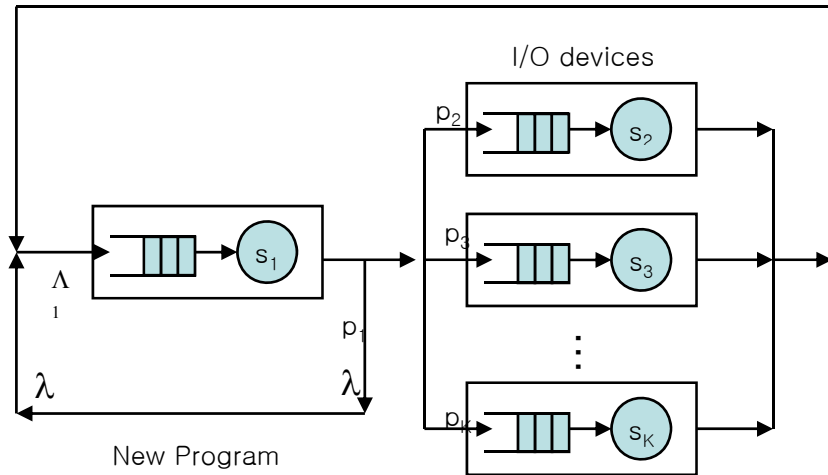 I/O devices
p₂
s₂
p₃
s₃
s₁
Λ
1
p₁
⋮
λ
λ
pK
sK
New Program